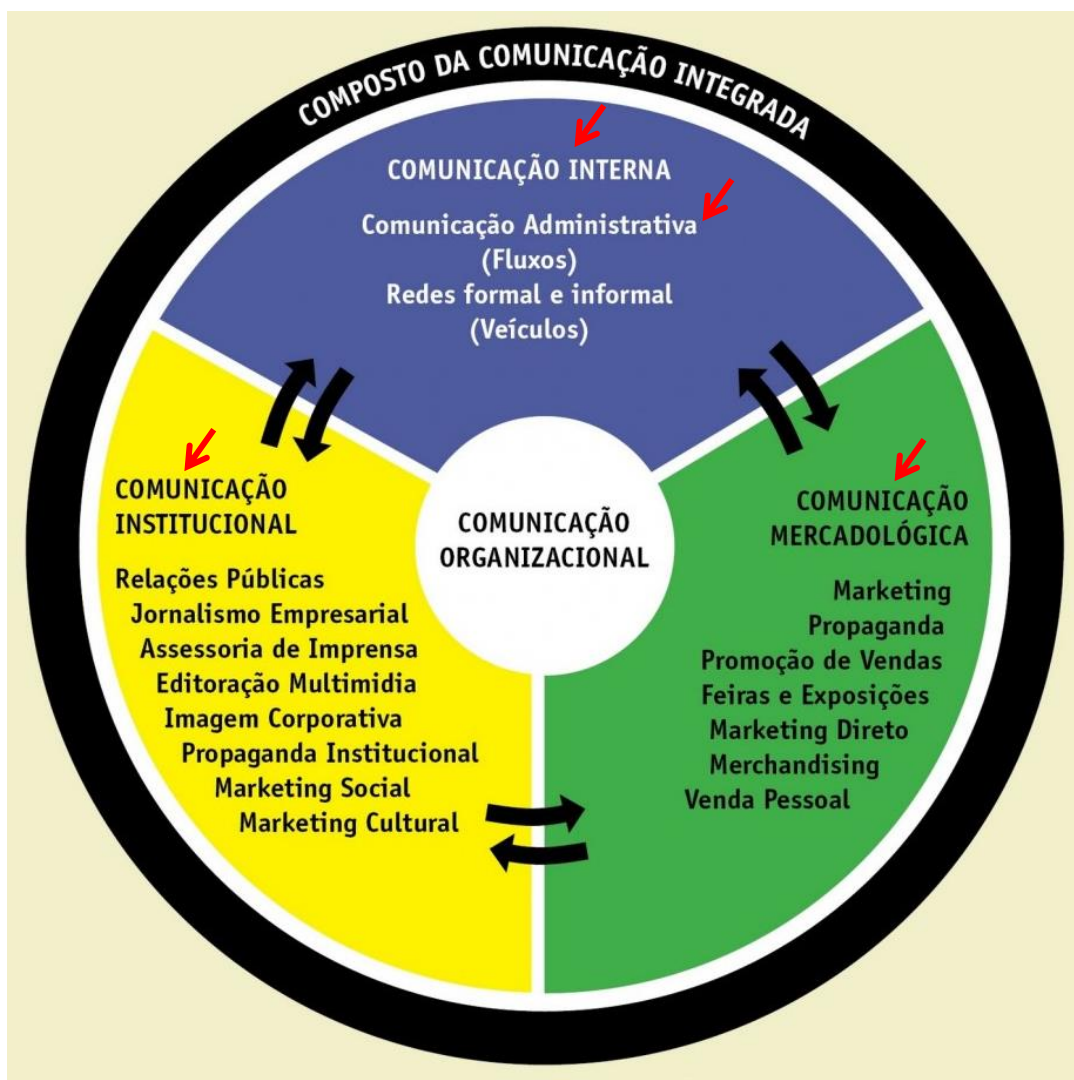 COMPOSTO DA COMUNICAÇÃO INTEGRADA
COMUNICAÇÃO INTERNA
Comunicação Administrativa
(Fluxos)
Redes formal e informal
(Veículos)
COMUNICAÇÃO
INSTITUCIONAL
Relações Públicas
Jornalismo Empresarial
Assessoria de Imprensa
Editoração Multimidia
Imagem Corporativa
Propaganda Institucional
Marketing Social
Marketing Cultural
COMUNICAÇÃO
ORGANIZACIONAL
COMUNICAÇÃO
MERCADOLÓGICA
Marketing
Propaganda
Promoção de Vendas
Feiras e Exposições
Marketing Direto
Merchandising
Venda Pessoal